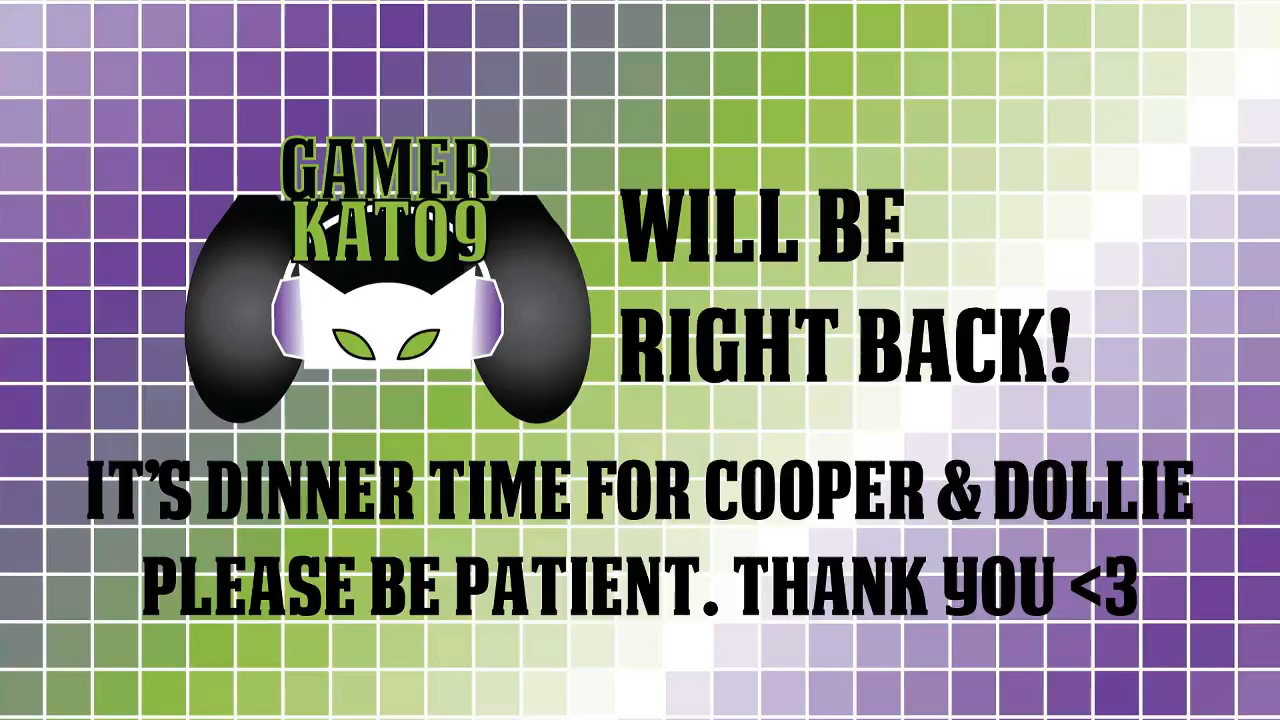 GAMER
KAT09
WILL BE
RIGHT BACK!
IT'S DINNER TIME FOR COOPER & DOLLIE
PLEASE BE PATIENT. THANK YOU <3